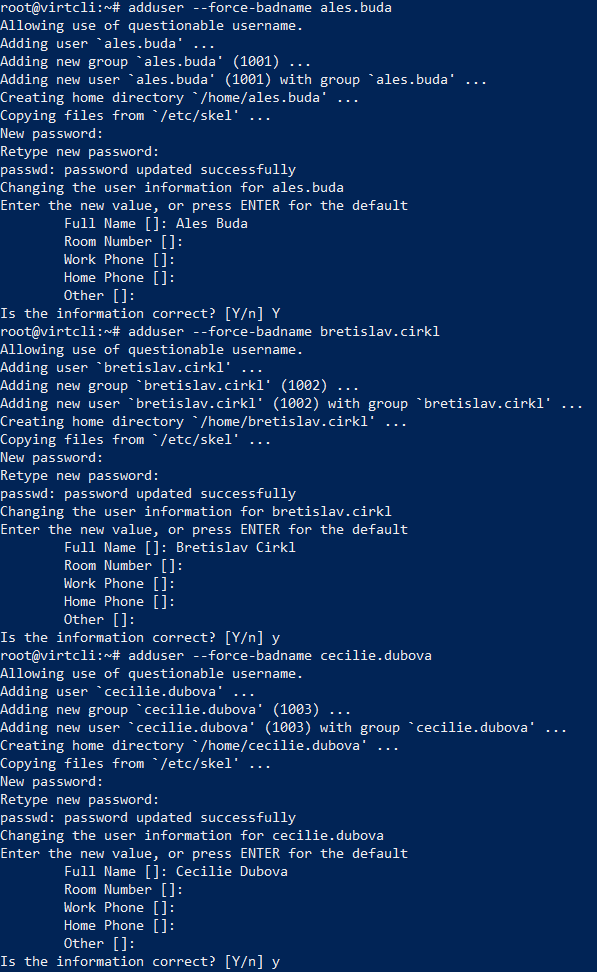 root@virtcli:~# adduser --force-badname ales.buda
Allowing use of questionable username.
Adding user `ales.buda' ...
Adding new group `ales.buda' (1001) ...
Adding new user `ales.buda' (1001) with group `ales.buda' ...
Creating home directory `/home/ales.buda' ...
Copying files from `/etc/skel' ...
New password:
Retype new password:
passwd: password updated successfully
Changing the user information for ales.buda
Enter the new value, or press ENTER for the default
        Full Name []: Ales Buda
        Room Number []:
        Work Phone []:
        Home Phone []:
        Other []:
Is the information correct? [Y/n] Y
root@virtcli:~# adduser --force-badname bretislav.cirkl
Allowing use of questionable username.
Adding user `bretislav.cirkl' ...
Adding new group `bretislav.cirkl' (1002) ...
Adding new user `bretislav.cirkl' (1002) with group `bretislav.cirkl' ...
Creating home directory `/home/bretislav.cirkl' ...
Copying files from `/etc/skel' ...
New password:
Retype new password:
passwd: password updated successfully
Changing the user information for bretislav.cirkl
Enter the new value, or press ENTER for the default
        Full Name []: Bretislav Cirkl
        Room Number []:
        Work Phone []:
        Home Phone []:
        Other []:
Is the information correct? [Y/n] y
root@virtcli:~# adduser --force-badname cecilie.dubova
Allowing use of questionable username.
Adding user `cecilie.dubova' ...
Adding new group `cecilie.dubova' (1003) ...
Adding new user `cecilie.dubova' (1003) with group `cecilie.dubova' ...
Creating home directory `/home/cecilie.dubova' ...
Copying files from `/etc/skel' ...
New password:
Retype new password:
passwd: password updated successfully
Changing the user information for cecilie.dubova
Enter the new value, or press ENTER for the default
        Full Name []: Cecilie Dubova
        Room Number []:
        Work Phone []:
        Home Phone []:
        Other []:
Is the information correct? [Y/n] y